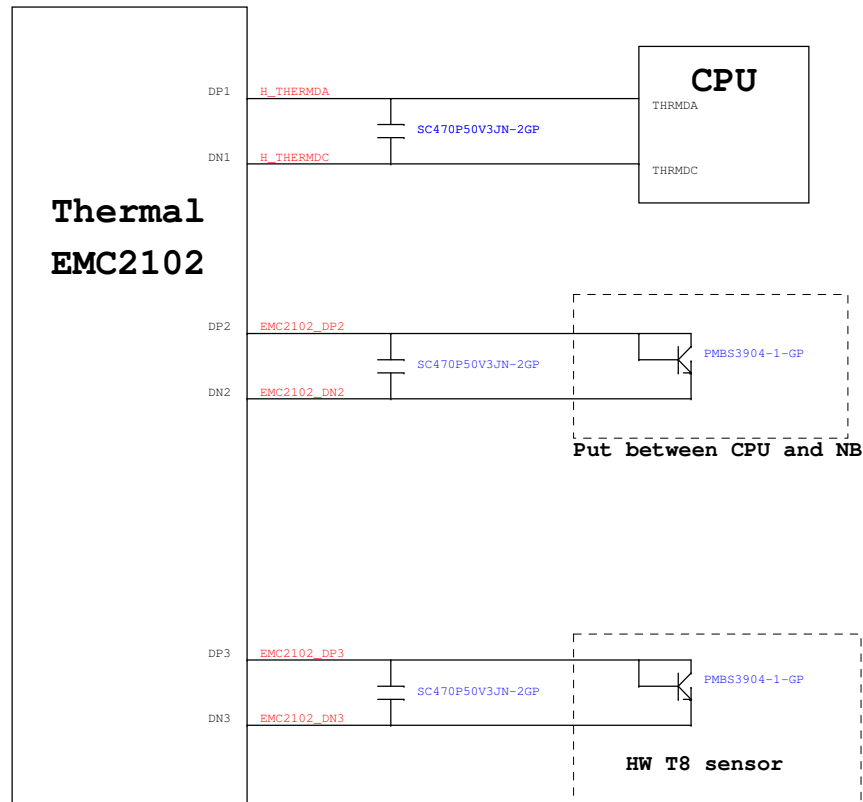 CPU
DP1 H_THERMDA
THRMDA
SC470P50V3JN-2GP
DN1 H_THERMDC
THRMDC
Thermal
EMC2102
DP2 EMC2102_DP2
PMBS3904-1-GP
SC470P50V3JN-2GP
DN2 EMC2102_DN2
Put between CPU and NB
DP3 EMC2102_DP3
PMBS3904-1-GP
SC470P50V3JN-2GP
DN3 EMC2102_DN3
HW T8 sensor